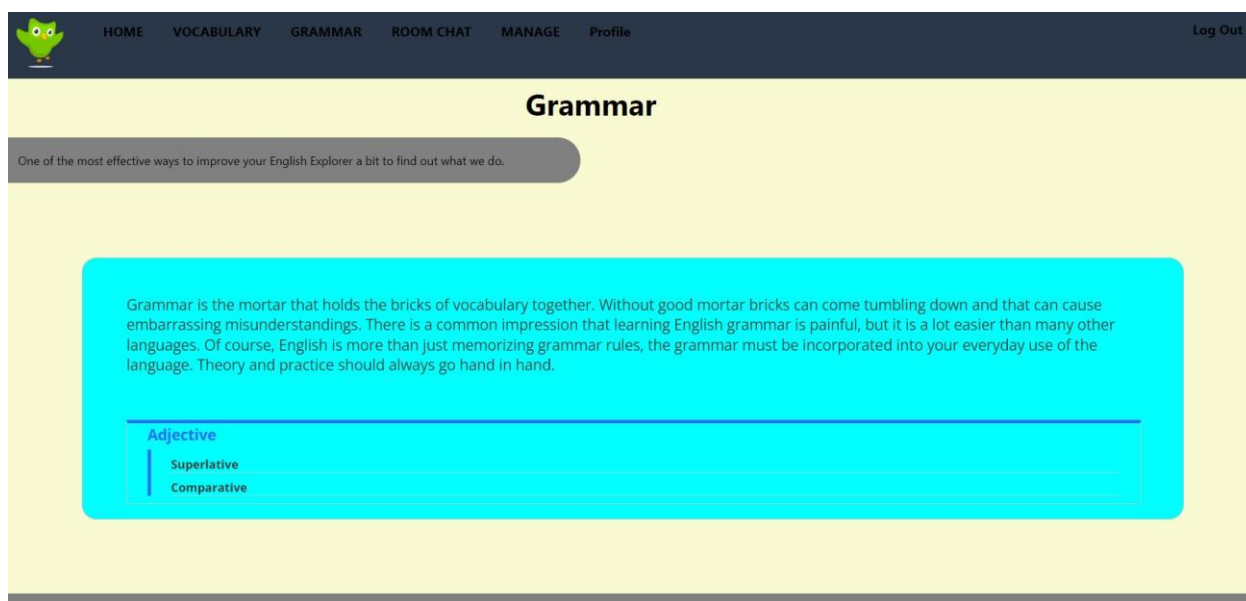 HOME VOCABULARY GRAMMAR ROOM CHAT MANAGE Profile Log Out
Grammar
One of the most effective ways to improve your English Explorer a bit to find out what we do.
Grammar is the mortar that holds the bricks of vocabulary together. Without good mortar bricks can come tumbling down and that can cause
embarrassing misunderstandings. There is a common impression that learning English grammar is painful, but it is a lot easier than many other
languages. Of course, English is more than just memorizing grammar rules, the grammar must be incorporated into your everyday use of the
language. Theory and practice should always go hand in hand.
Adjective
Superlative
Comparative